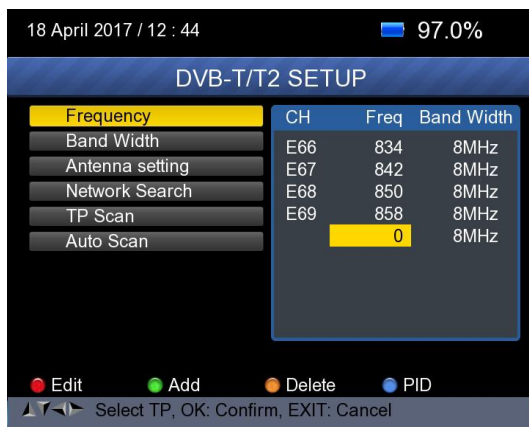 18 April 2017 / 12 : 44
97.0%
DVB-T/T2 SETUP
Frequency
Band Width
Antenna setting
Network Search
TP Scan
Auto Scan
CH Freq Band Width
E66 834 8MHz
E67 842 8MHz
E68 850 8MHz
E69 858 8MHz
0 8MHz
Edit Add Delete PID
Select TP, OK: Confirm, EXIT: Cancel